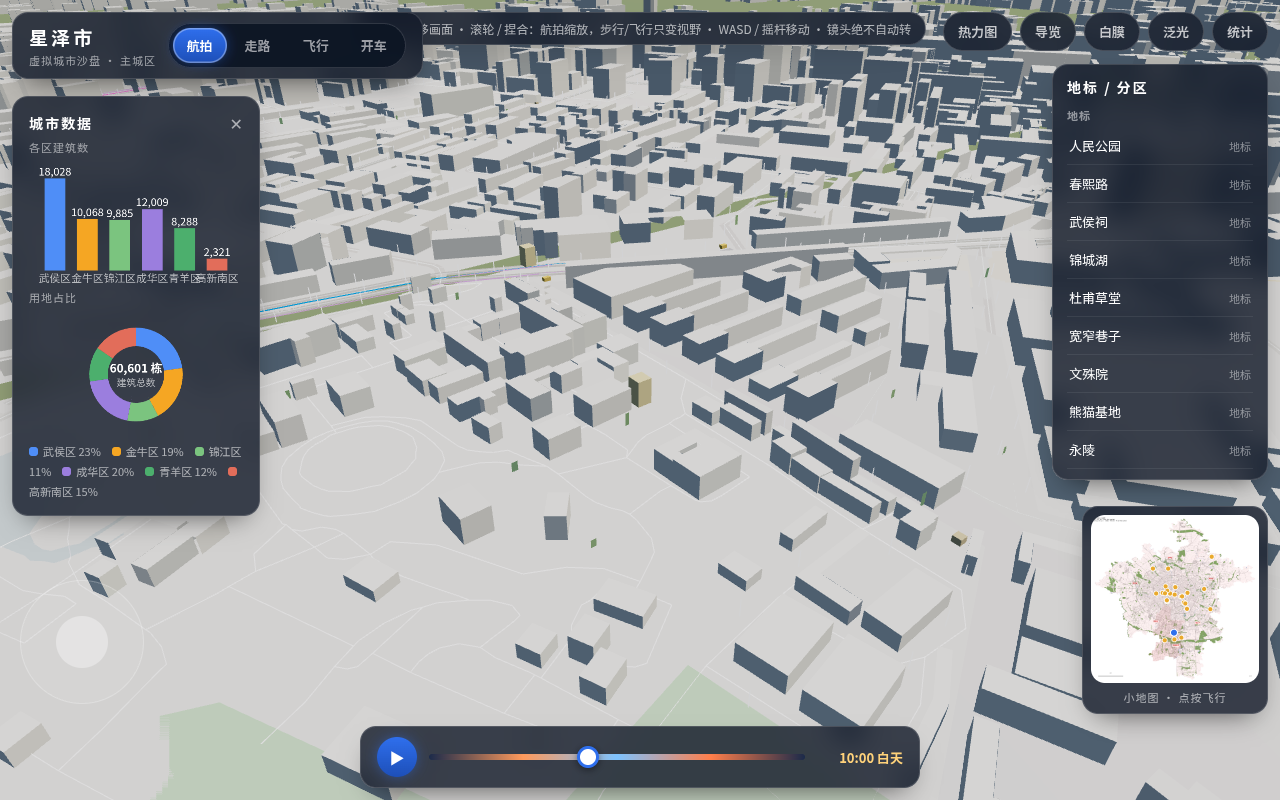 星泽市
虚拟城市沙盘 · 主城区
航拍
走路
飞行
开车
画面 · 滚轮 / 捏合：航拍缩放，步行/飞行只变视野 · WASD / 摇杆移动 · 镜头绝不自动转
热力图
导览
白膜
泛光
统计
城市数据
×
各区建筑数
18,028
10,068
9,885
12,009
8,288
2,321
武侯区
金牛区
锦江区
成华区
青羊区
高新南区
用地占比
60,601 栋
建筑总数
武侯区 23% 金牛区 19% 锦江区
11% 成华区 20% 青羊区 12%
高新南区 15%
地标 / 分区
地标
人民公园 地标
春熙路 地标
武侯祠 地标
锦城湖 地标
杜甫草堂 地标
宽窄巷子 地标
文殊院 地标
熊猫基地 地标
永陵 地标
小地图 · 点按飞行
10:00 白天